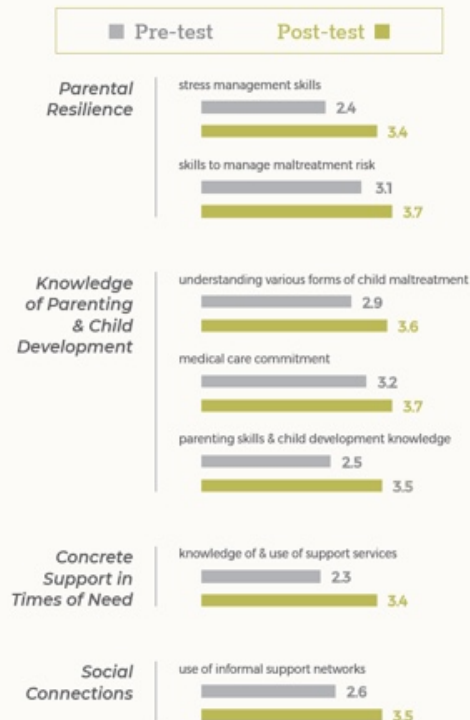 Pre-test Post-test
Parental
Resilience
stress management skills
2.4
3.4
skills to manage maltreatment risk
3.1
3.7
Knowledge
of Parenting
& Child
Development
understanding various forms of child maltreatment
2.9
3.6
medical care commitment
3.2
3.7
parenting skills & child development knowledge
2.5
3.5
Concrete
Support in
Times of Need
knowledge of & use of support services
2.3
3.4
Social
Connections
use of informal support networks
2.6
3.5